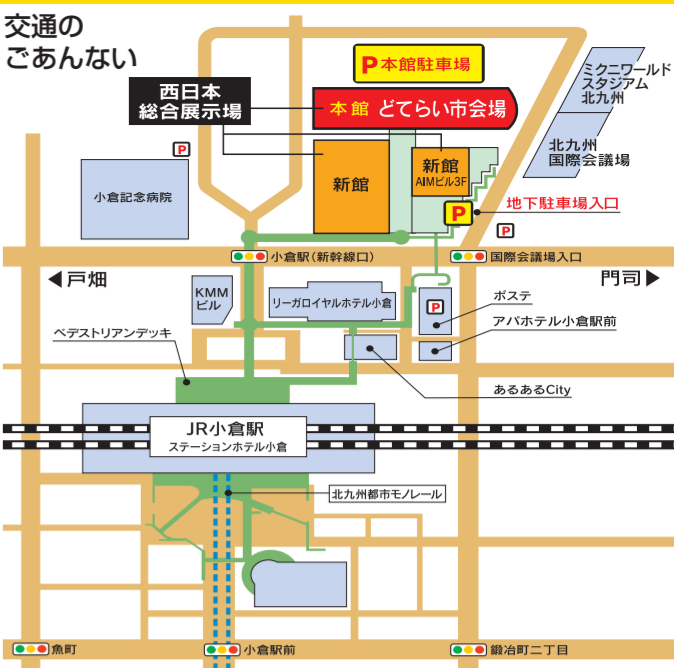 交通の
ごあんない
P本館駐車場
西日本
総合展示場
本館 どてらい市会場
ミクニワールド
スタジアム
北九州
北九州
国際会議場
P
小倉記念病院
新館
新館
AIMビル3F
P
地下駐車場入口
P
小倉駅(新幹線口)
国際会議場入口
◀戸畑
門司▶
KMM
ビル
リーガロイヤルホテル小倉
P
ポステ
アパホテル小倉駅前
ペデストリアンデッキ
あるあるCity
JR小倉駅
ステーションホテル小倉
北九州都市モノレール
魚町
小倉駅前
鍛冶町二丁目